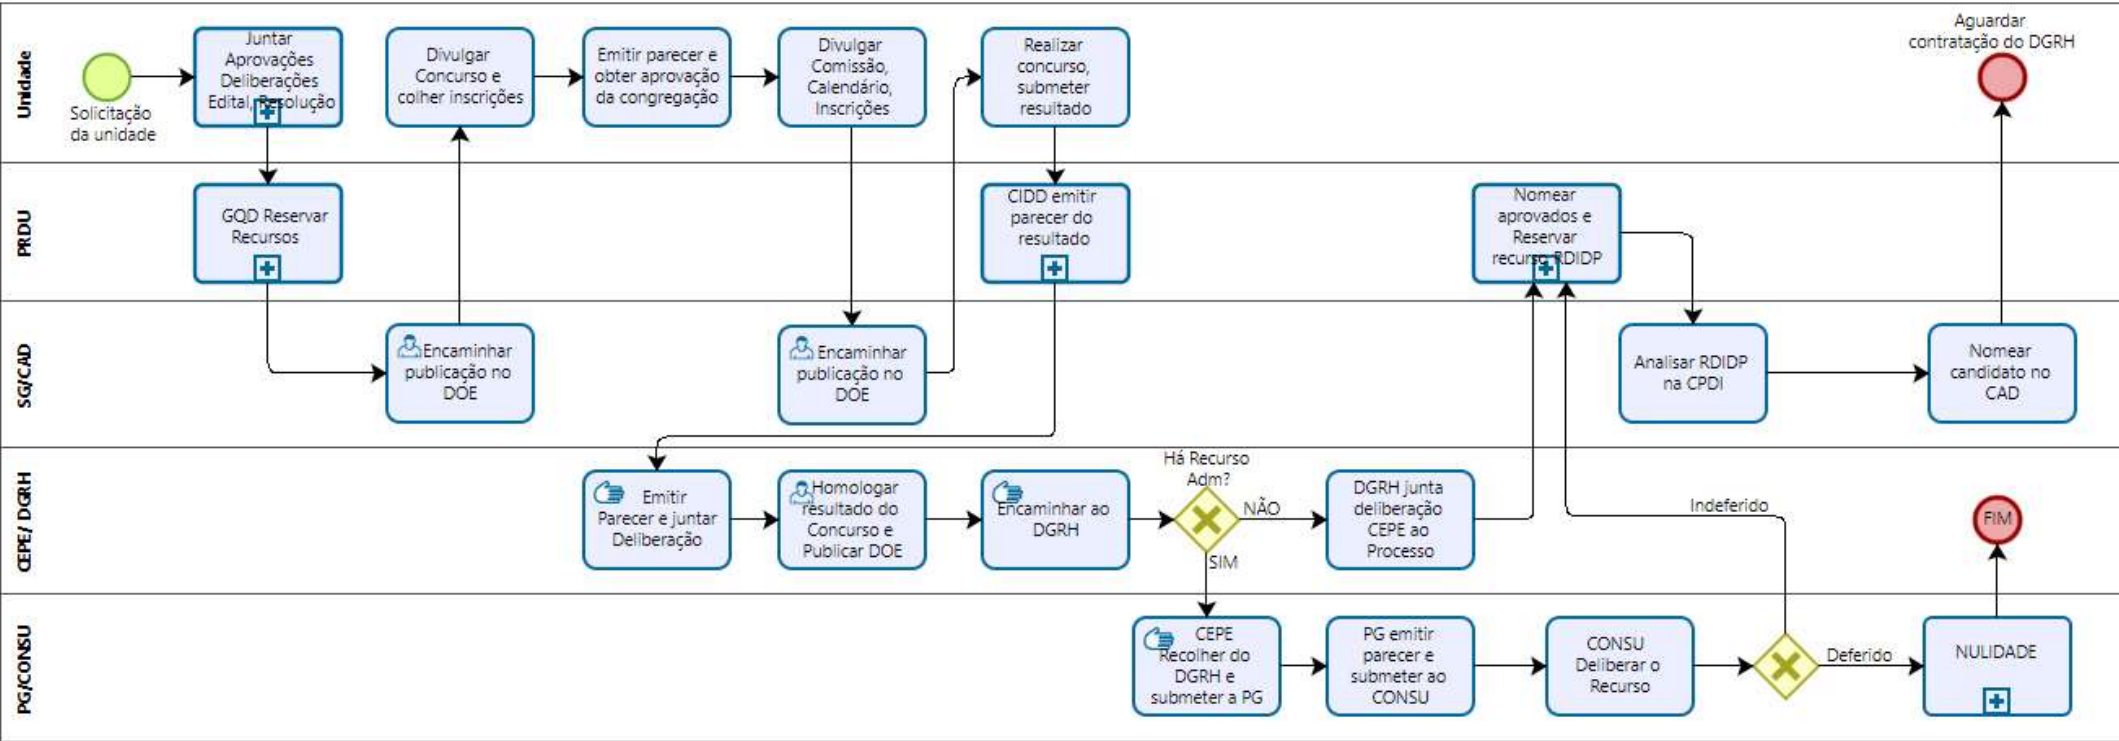 Unidade
Solicitação
da unidade
Juntar
Aprovações
Deliberações
Edital, Resolução
Divulgar
Concurso e
colher inscrições
Emitir parecer e
obter aprovação
da congregação
Divulgar
Comissão,
Calendário,
Inscrições
Realizar
concurso,
submeter
resultado
Aguardar
contratação do DGRH
PRDU
GQD Reservar
Recursos
CIDD emitir
parecer do
resultado
Nomear
aprovados e
Reservar
recurso RDIDP
SG/CAD
Encaminhar
publicação no
DOE
Encaminhar
publicação no
DOE
Analisar RDIDP
na CPDI
Nomear
candidato no
CAD
CEPE/ DGRH
Emitir
Parecer e juntar
Deliberação
Homologar
resultado do
Concurso e
Publicar DOE
Encaminhar ao
DGRH
Há Recurso
Adm?
NÃO
SIM
DGRH junta
deliberação
CEPE ao
Processo
Indeferido
FIM
PG/CONSU
CEPE
Recolher do
DGRH e
submeter a PG
PG emitir
parecer e
submeter ao
CONSU
CONSU
Deliberar o
Recurso
Deferido
NULIDADE